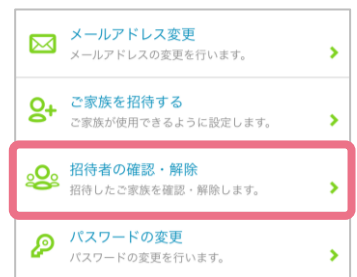 メールアドレス変更
メールアドレスの変更を行います。
ご家族を招待する
ご家族が使用できるように設定します。
招待者の確認・解除
招待したご家族を確認・解除します。
パスワードの変更
パスワードの変更を行います。